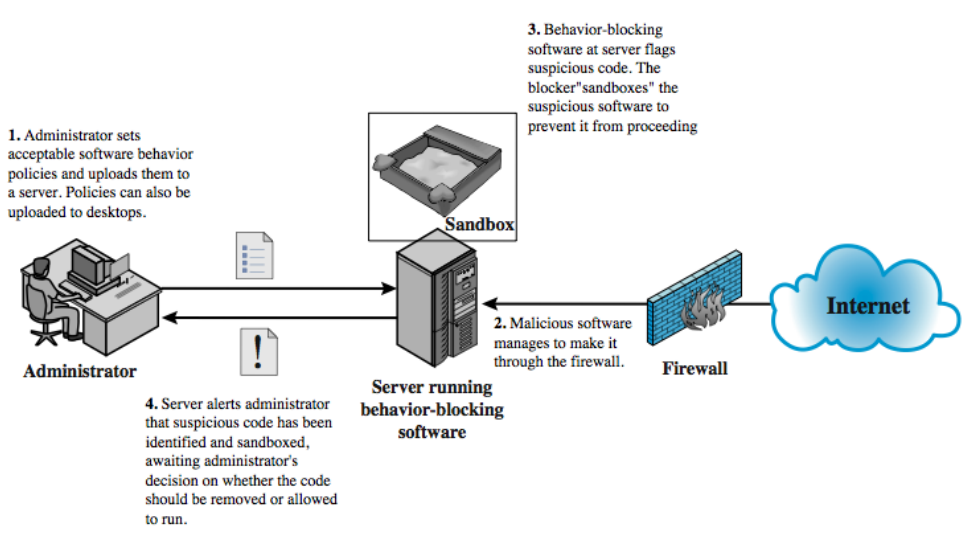 3. Behavior-blocking
software at server flags
suspicious code. The
blocker"sandboxes" the
suspicious software to
prevent it from proceeding
1. Administrator sets
acceptable software behavior
policies and uploads them to
a server. Policies can also be
uploaded to desktops.
Sandbox
Internet
2. Malicious software
manages to make it
through the firewall.
Administrator
Firewall
Server running
behavior-blocking
software
4. Server alerts administrator
that suspicious code has been
identified and sandboxed,
awaiting administrator's
decision on whether the code
should be removed or allowed
to run.